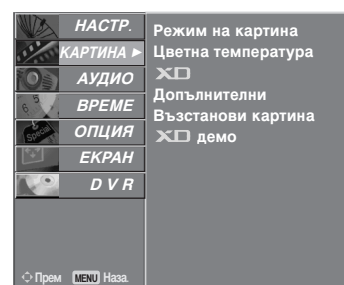 НАСТР.
КАРТИНА ►
АУДИО
ВРЕМЕ
ОПЦИЯ
ЕКРАН
D V R
Режим на картина
Цветна температура
XD
Допълнителни
Възстанови картина
XD демо
Прем MENU Наза.